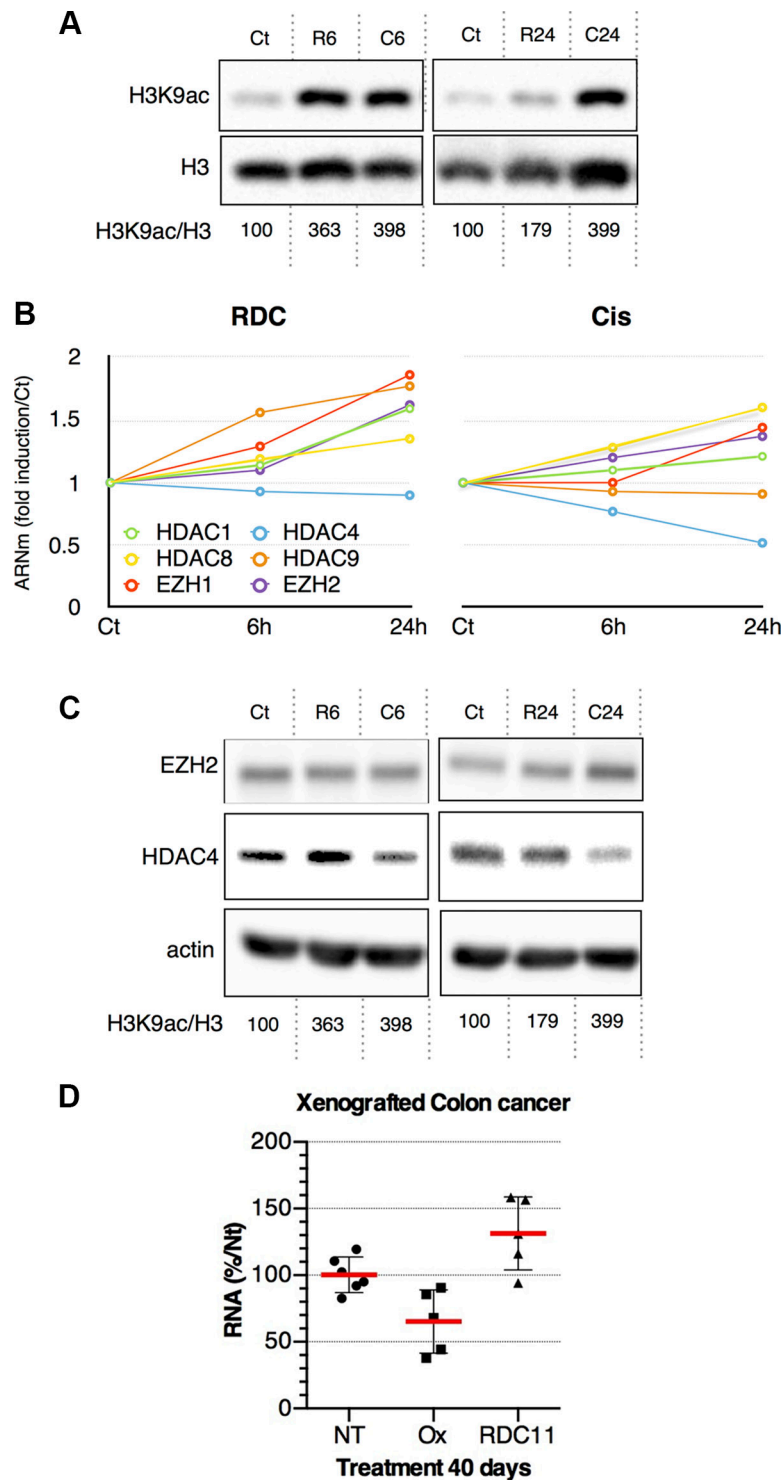 A
Ct R6 C6 Ct R24 C24
H3K9ac
H3
H3K9ac/H3 100 363 398 100 179 399
B
RDC Cis
2
1.5
1
0.5
0
ARNm (fold induction/Ct)
HDAC1 HDAC4
HDAC8 HDAC9
EZH1 EZH2
Ct 6h 24h Ct 6h 24h
C
Ct R6 C6 Ct R24 C24
EZH2
HDAC4
actin
H3K9ac/H3 100 363 398 100 179 399
D
Xenografted Colon cancer
200
150
100
50
0
RNA (%/Nt)
NT Ox RDC11
Treatment 40 days